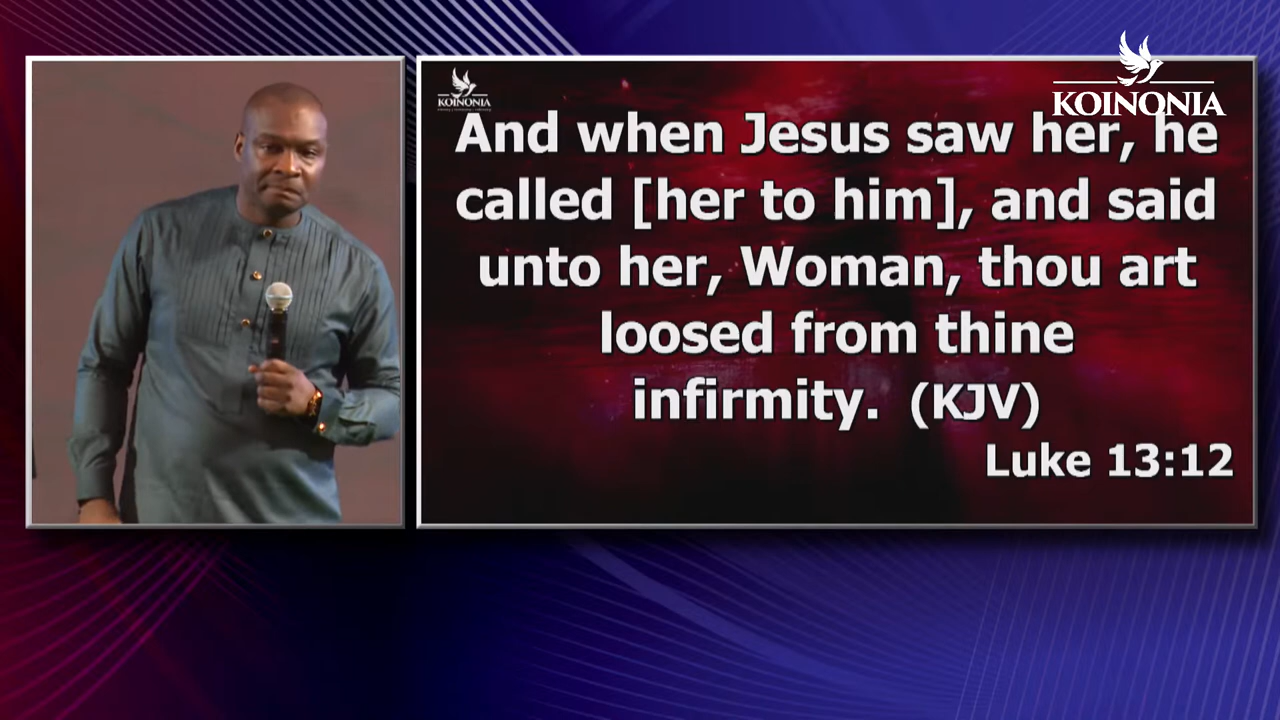 KOINONIA
KOINONIA
And when Jesus saw her, he
called [her to him], and said
unto her, Woman, thou art
loosed from thine
infirmity. (KJV)
Luke 13:12